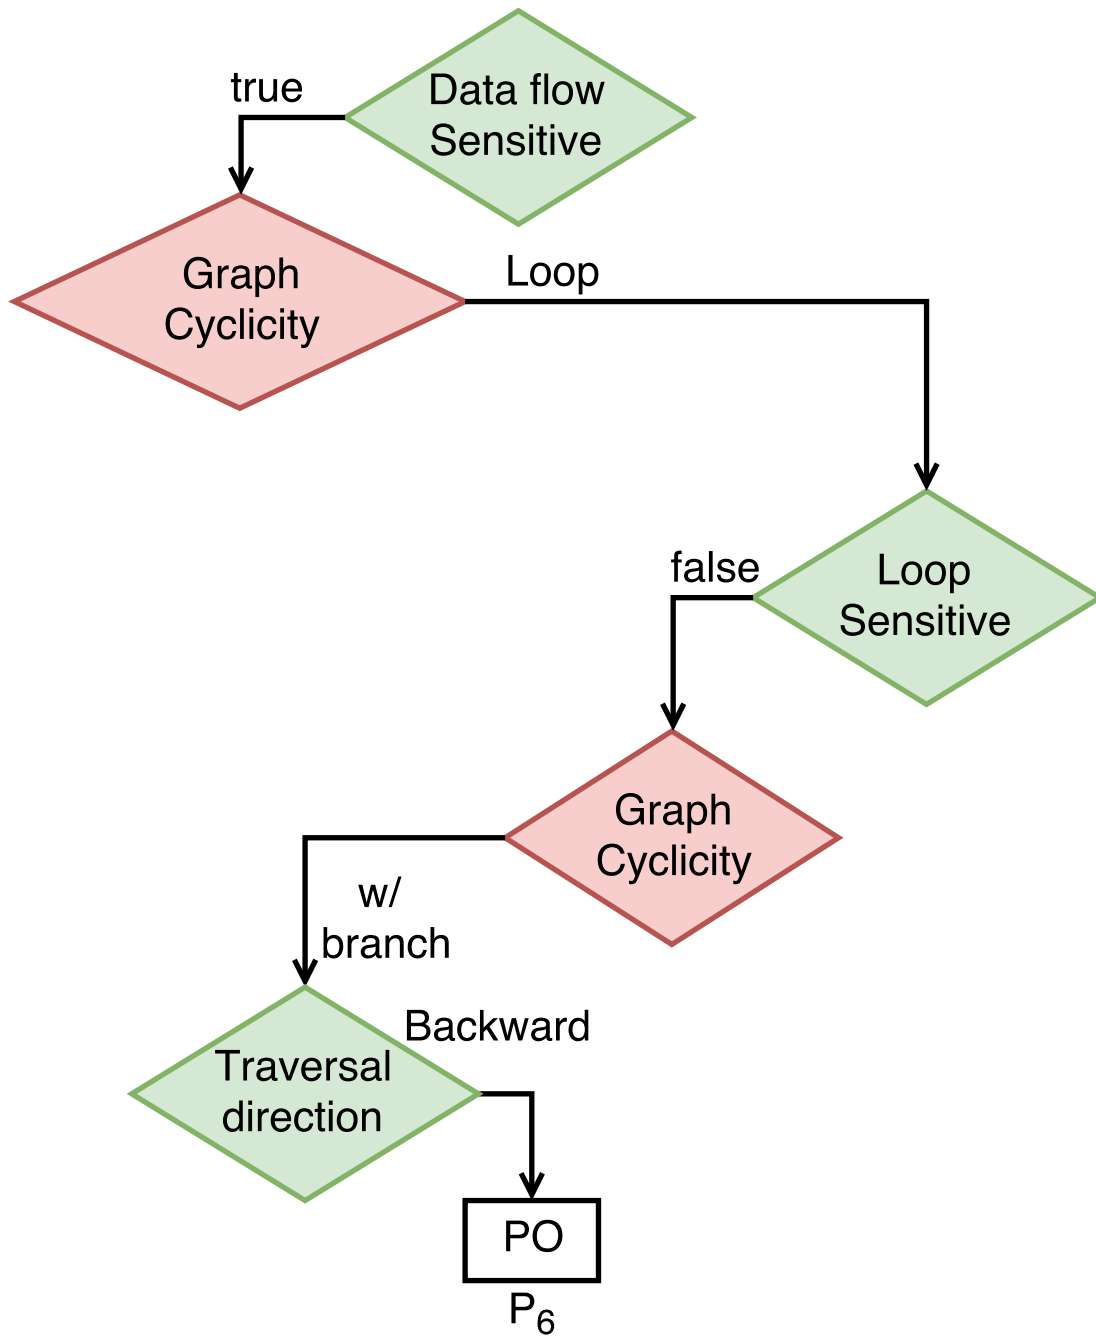 true
Data flow
Sensitive
Graph
Cyclicity
Loop
false
Loop
Sensitive
Graph
Cyclicity
w/
branch
Backward
Traversal
direction
PO
P6